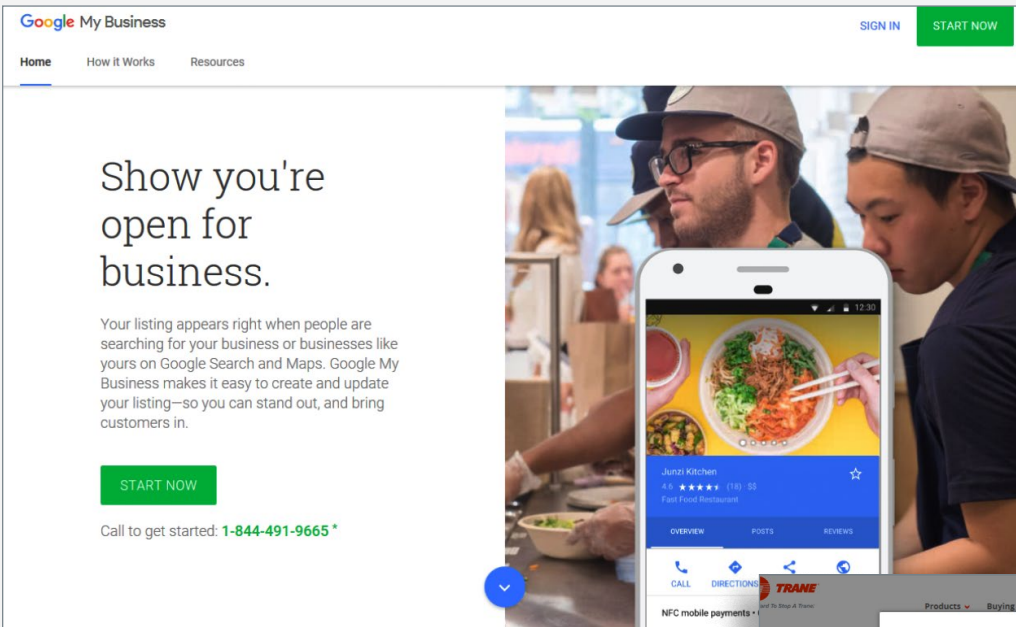 Google My Business
SIGN IN
START NOW
Home
How it Works
Resources
Show you're
open for
business.
Your listing appears right when people are
searching for your business or businesses like
yours on Google Search and Maps. Google My
Business makes it easy to create and update
your listing—so you can stand out, and bring
customers in.
START NOW
Call to get started: 1-844-491-9665 *
12:30
Junzi Kitchen
4.6 ★★★★★ (18) · $$
Fast Food Restaurant
OVERVIEW
POSTS
REVIEWS
CALL
DIRECTIONS
NFC mobile payments •
TRANE
To Stop A Trane
Products
Buying